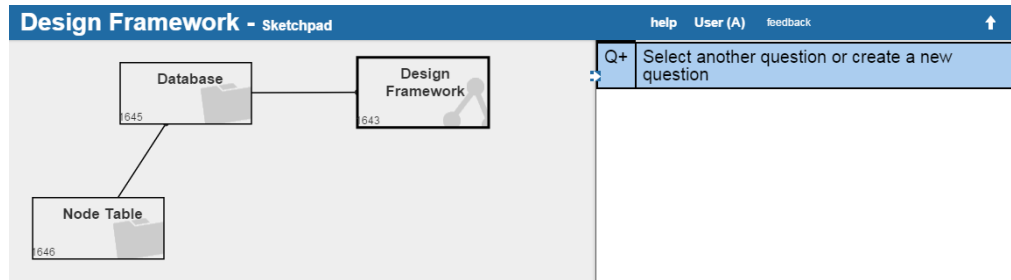 Design Framework - Sketchpad
help User (A) feedback
Database
1645
Design
Framework
1643
Node Table
1646
Q+ Select another question or create a new
question